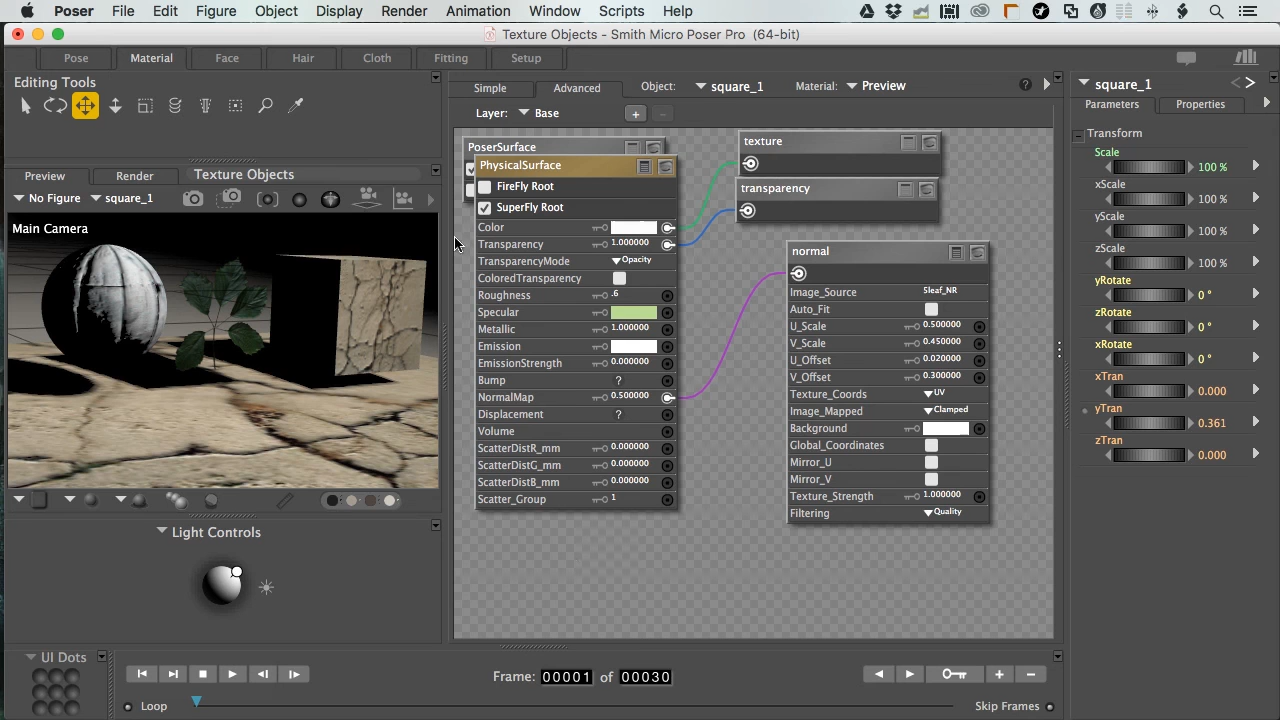 Poser File Edit Figure Object Display Render Animation Window Scripts Help
Texture Objects - Smith Micro Poser Pro (64-bit)
Pose Material Face Hair Cloth Fitting Setup
Editing Tools
Preview Render Texture Objects
No Figure square_1
Main Camera
Light Controls
Simple Advanced Object: square_1 Material: Preview
Layer: Base
PoserSurface
PhysicalSurface
FireFly Root
SuperFly Root
Color
Transparency 1.000000
TransparencyMode Opacity
ColoredTransparency
Roughness .6
Specular
Metallic 1.000000
Emission
EmissionStrength 0.000000
Bump ?
NormalMap 0.500000
Displacement ?
Volume
ScatterDistR_mm 0.000000
ScatterDistG_mm 0.000000
ScatterDistB_mm 0.000000
Scatter_Group 1
texture
transparency
normal
Image_Source 5leaf_NR
Auto_Fit
U_Scale 0.500000
V_Scale 0.450000
U_Offset 0.020000
V_Offset 0.300000
Texture_Coords UV
Image_Mapped Clamped
Background
Global_Coordinates
Mirror_U
Mirror_V
Texture_Strength 1.000000
Filtering Quality
square_1
Parameters Properties
Transform
Scale
100 %
xScale
100 %
yScale
100 %
zScale
100 %
yRotate
0 °
zRotate
0 °
xRotate
0 °
xTran
0.000
yTran
0.361
zTran
0.000
UI Dots
Frame: 00001 of 00030
Loop
Skip Frames